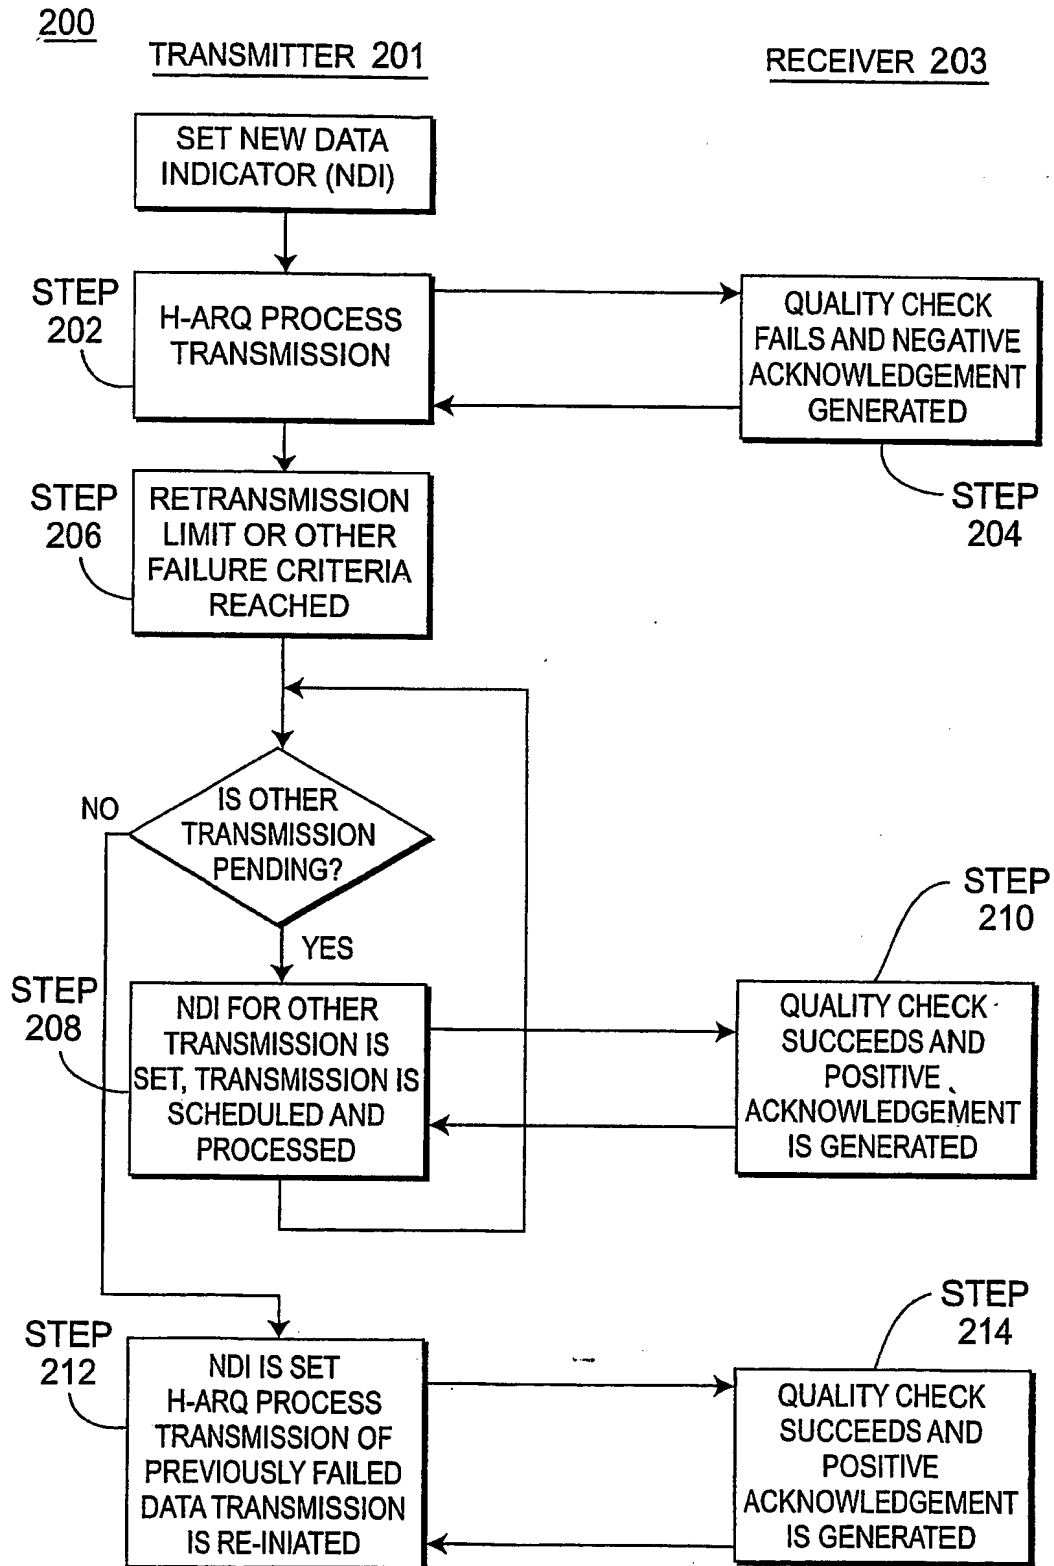 200
TRANSMITTER 201
RECEIVER 203
SET NEW DATA
INDICATOR (NDI)
STEP
202
H-ARQ PROCESS
TRANSMISSION
QUALITY CHECK
FAILS AND NEGATIVE
ACKNOWLEDGEMENT
GENERATED
STEP
204
STEP
206
RETRANSMISSION
LIMIT OR OTHER
FAILURE CRITERIA
REACHED
NO
IS OTHER
TRANSMISSION
PENDING?
YES
STEP
208
NDI FOR OTHER
TRANSMISSION IS
SET, TRANSMISSION IS
SCHEDULED AND
PROCESSED
STEP
210
QUALITY CHECK
SUCCEEDS AND
POSITIVE
ACKNOWLEDGEMENT
IS GENERATED
STEP
212
NDI IS SET
H-ARQ PROCESS
TRANSMISSION OF
PREVIOUSLY FAILED
DATA TRANSMISSION
IS RE-INIATED
STEP
214
QUALITY CHECK
SUCCEEDS AND
POSITIVE
ACKNOWLEDGEMENT
IS GENERATED